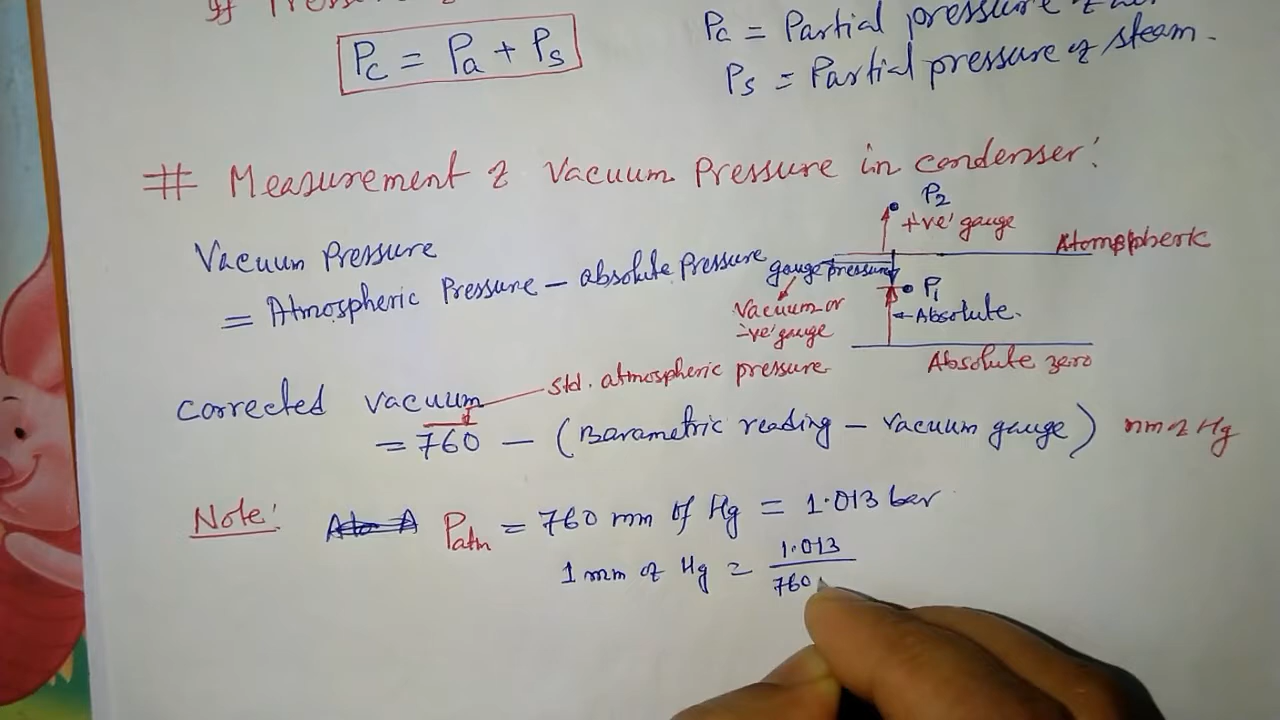 Pc = Pa + Ps
Pa = Partial pressure
Ps = Partial pressure of steam.
# Measurement of Vacuum Pressure in condenser:
P2
+ve' gauge
Atompberic
Vacuum Pressure
= Atmospheric Pressure – absolute Pressure
gauge pressure
P1
Vacuum or
-ve' gauge
← Absolute.
Absolute zero
Std. atmospheric pressure
Corrected vacuum
= 760 – (Barametric reading – vacuum gauge) mm of Hg
Note: Patm = 760 mm of Hg = 1.013 bar
1 mm of Hg = 1.013
760